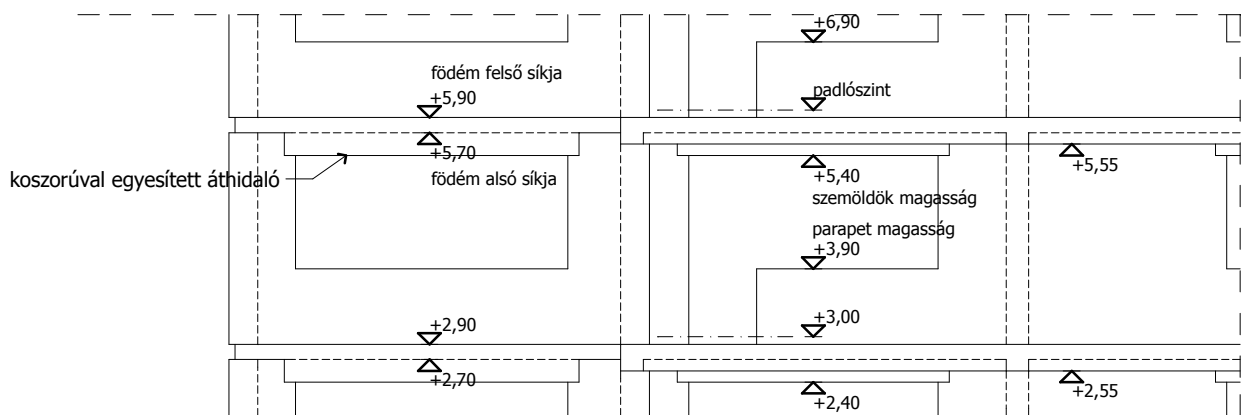 +6,90
födém felső síkja
padlószint
+5,90
+5,70
+5,40
+5,55
koszorúval egyesített áthidaló
födém alsó síkja
szemöldök magasság
parapet magasság
+3,90
+2,90
+3,00
+2,70
+2,40
+2,55